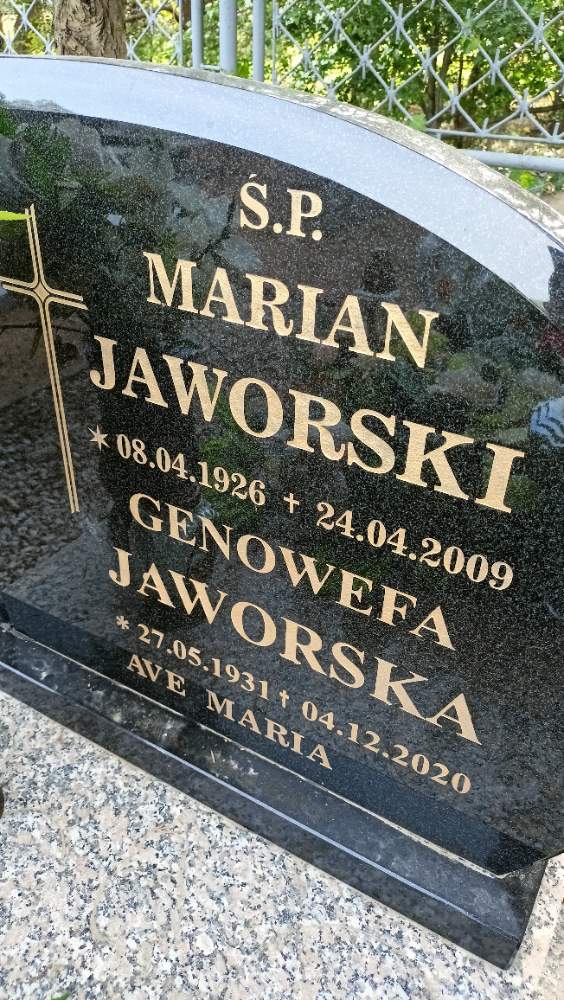 Ś.P.
MARIAN
JAWORSKI
* 08.04.1926 † 24.04.2009
GENOWEFA
JAWORSKA
* 27.05.1931 † 04.12.2020
AVE MARIA